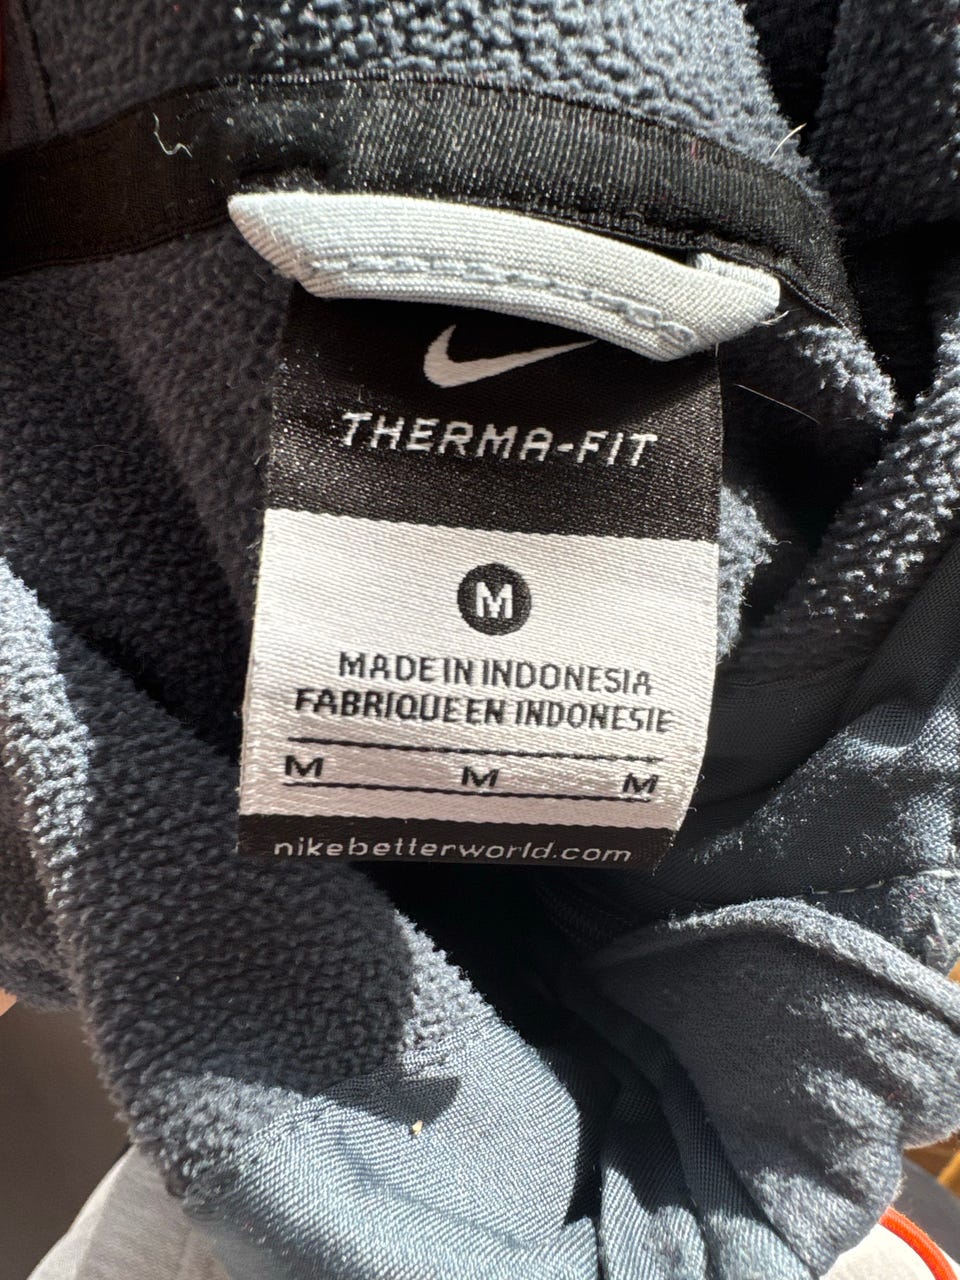 THERMA-FIT
M
MADE IN INDONESIA
FABRIQUE EN INDONESIE
M M M
nikebetterworld.com